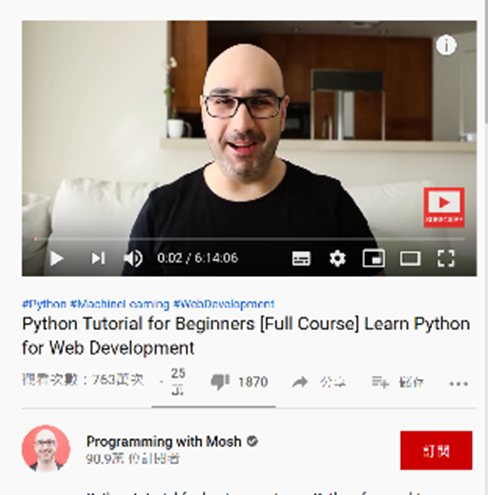 SUBSCRIBE
0:02 / 6:14:06
#Python #MachineLearning #WebDevelopment
Python Tutorial for Beginners [Full Course] Learn Python
for Web Development
觀看次數：763萬次
25
萬
1870
分享
儲存
Programming with Mosh
90.9萬 位訂閱者
訂閱